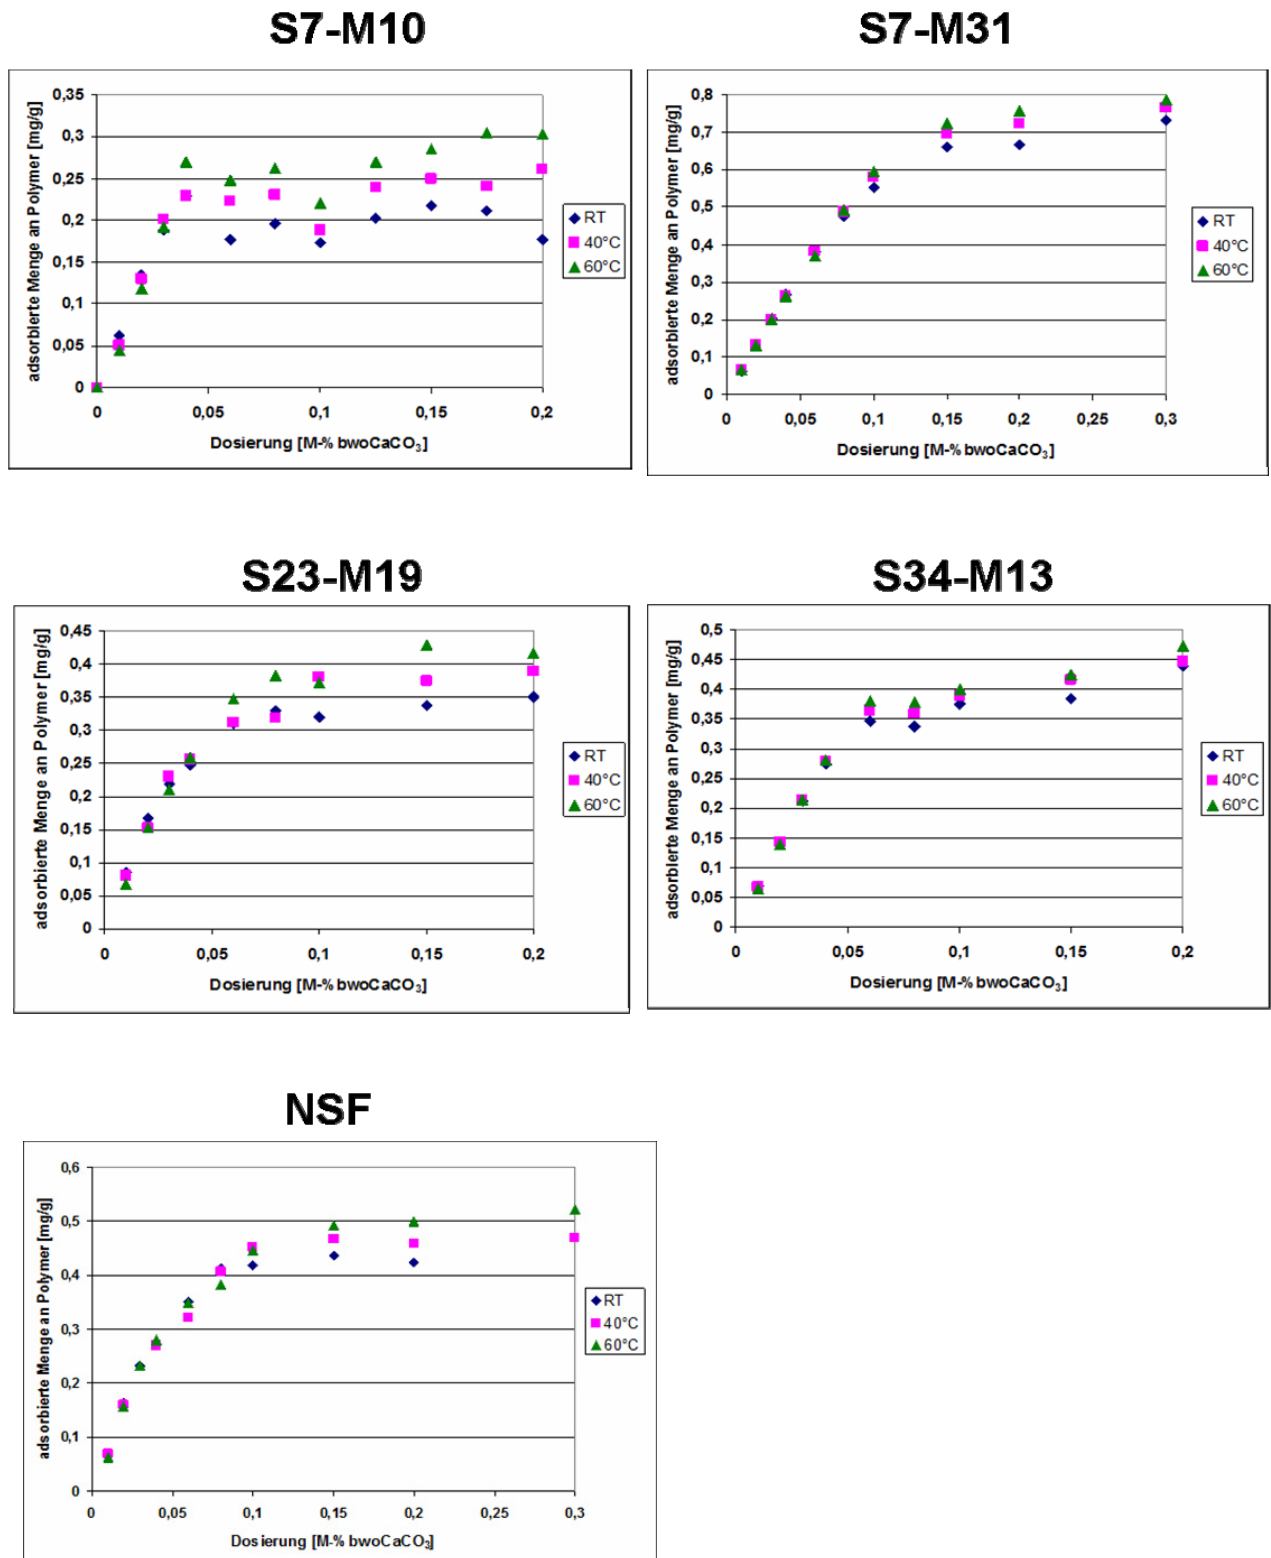 S7-M10
S7-M31
adsorbierte Menge an Polymer [mg/g]
0,35
0,3
0,25
0,2
0,15
0,1
0,05
0
0 0,05 0,1 0,15 0,2
Dosierung [M-% bwoCaCO₃]
RT
40°C
60°C
adsorbierte Menge an Polymer [mg/g]
0,8
0,7
0,6
0,5
0,4
0,3
0,2
0,1
0
0 0,05 0,1 0,15 0,2 0,25 0,3
Dosierung [M-% bwoCaCO₃]
RT
40°C
60°C
S23-M19
S34-M13
adsorbierte Menge an Polymer [mg/g]
0,45
0,4
0,35
0,3
0,25
0,2
0,15
0,1
0,05
0
0 0,05 0,1 0,15 0,2
Dosierung [M-% bwoCaCO₃]
RT
40°C
60°C
adsorbierte Menge an Polymer [mg/g]
0,5
0,45
0,4
0,35
0,3
0,25
0,2
0,15
0,1
0,05
0
0 0,05 0,1 0,15 0,2
Dosierung [M-% bwoCaCO₃]
RT
40°C
60°C
NSF
adsorbierte Menge an Polymer [mg/g]
0,6
0,5
0,4
0,3
0,2
0,1
0
0 0,05 0,1 0,15 0,2 0,25 0,3
Dosierung [M-% bwoCaCO₃]
RT
40°C
60°C